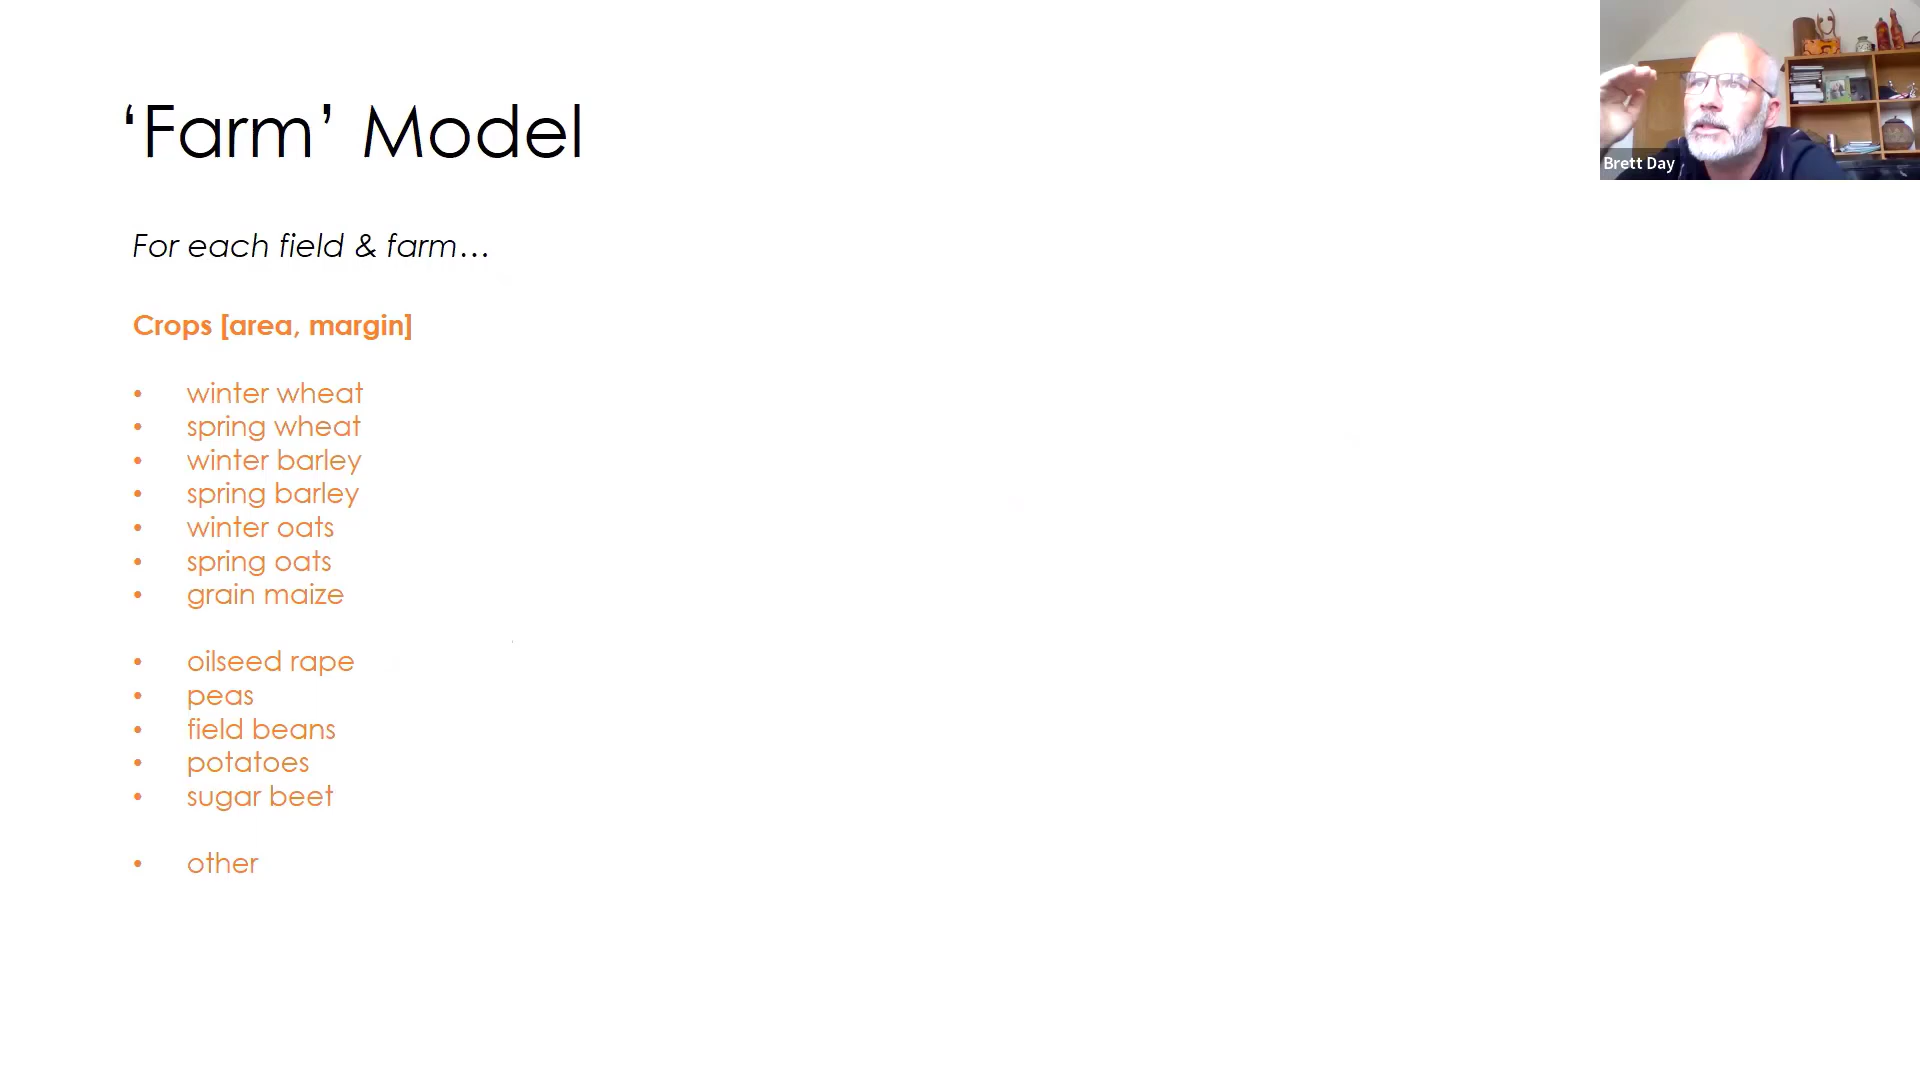 ‘Farm’ Model
Brett Day
For each field & farm…
Crops [area, margin]
• winter wheat
• spring wheat
• winter barley
• spring barley
• winter oats
• spring oats
• grain maize
• oilseed rape
• peas
• field beans
• potatoes
• sugar beet
• other